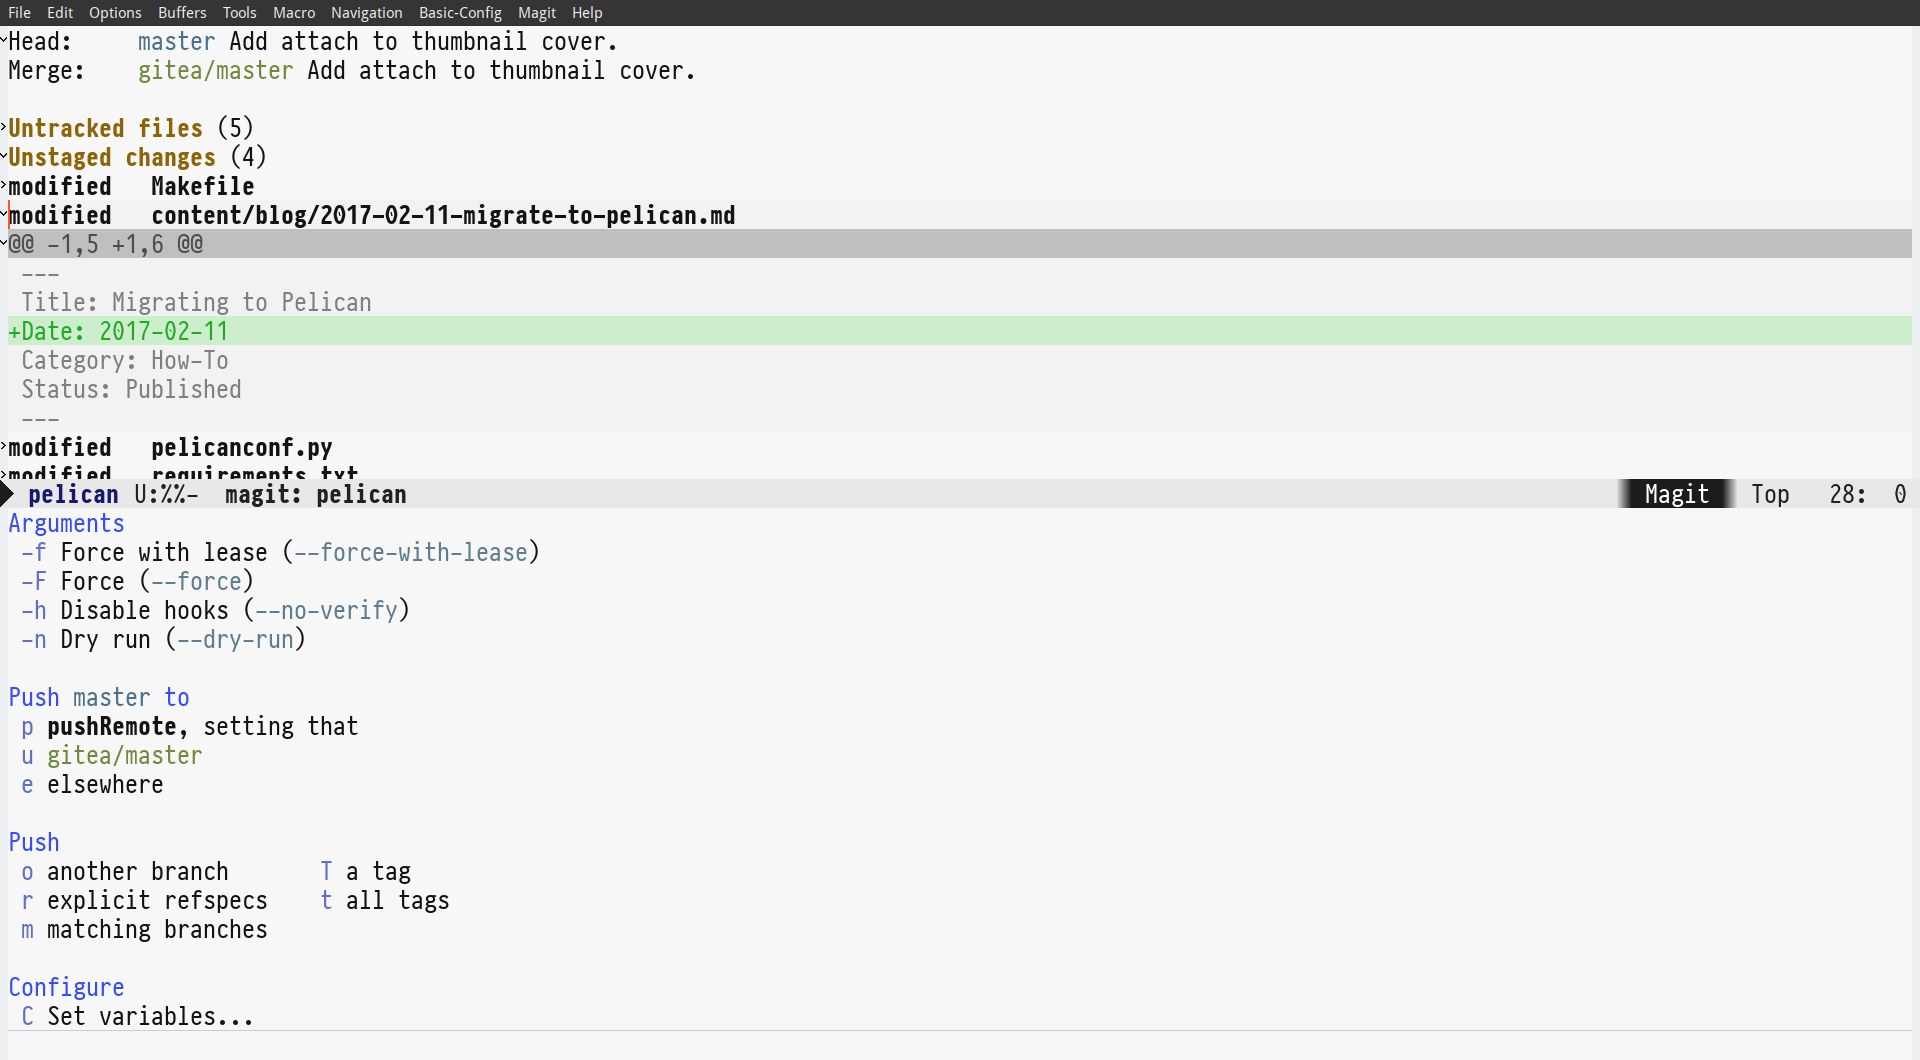 File Edit Options Buffers Tools Macro Navigation Basic-Config Magit Help
Head:     master Add attach to thumbnail cover.
Merge:    gitea/master Add attach to thumbnail cover.
Untracked files (5)
Unstaged changes (4)
modified   Makefile
modified   content/blog/2017-02-11-migrate-to-pelican.md
@@ -1,5 +1,6 @@
 ---
 Title: Migrating to Pelican
+Date: 2017-02-11
 Category: How-To
 Status: Published
 ---
modified   pelicanconf.py
modified   requirements.txt
pelican U:%%-  magit: pelican Magit Top 28: 0
Arguments
 -f Force with lease (--force-with-lease)
 -F Force (--force)
 -h Disable hooks (--no-verify)
 -n Dry run (--dry-run)
Push master to
 p pushRemote, setting that
 u gitea/master
 e elsewhere
Push
 o another branch       T a tag
 r explicit refspecs    t all tags
 m matching branches
Configure
 C Set variables...